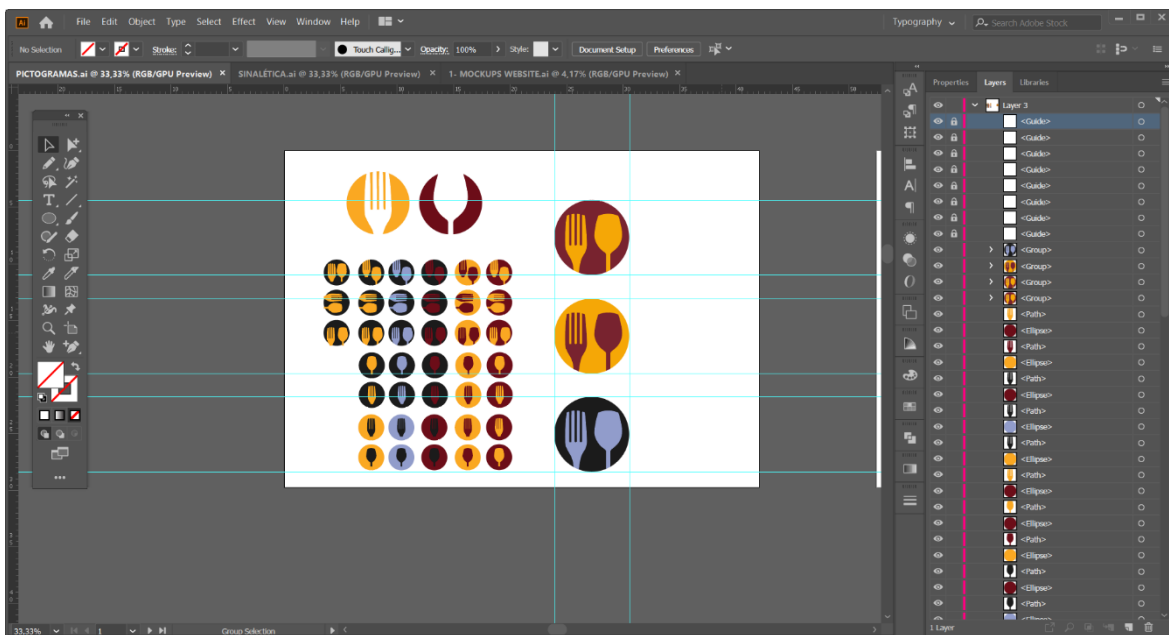 Ai File Edit Object Type Select Effect View Window Help Typography Search Adobe Stock
No Selection Stroke: Touch Callig... Opacity: 100% Style: Document Setup Preferences
PICTOGRAMAS.ai @ 33,33% (RGB/GPU Preview) × SINALÉTICA.ai @ 33,33% (RGB/GPU Preview) × 1- MOCKUPS WEBSITE.ai @ 4,17% (RGB/GPU Preview) ×
Properties Layers Libraries
Layer 3
<Guide>
<Guide>
<Guide>
<Guide>
<Guide>
<Guide>
<Guide>
<Guide>
<Group>
<Group>
<Group>
<Group>
<Path>
<Ellipse>
<Path>
<Ellipse>
<Path>
<Ellipse>
<Path>
<Ellipse>
<Path>
<Ellipse>
<Path>
<Ellipse>
<Path>
<Ellipse>
<Path>
<Ellipse>
<Path>
<Ellipse>
<Path>
33,33% 1 Group Selection 1 Layer